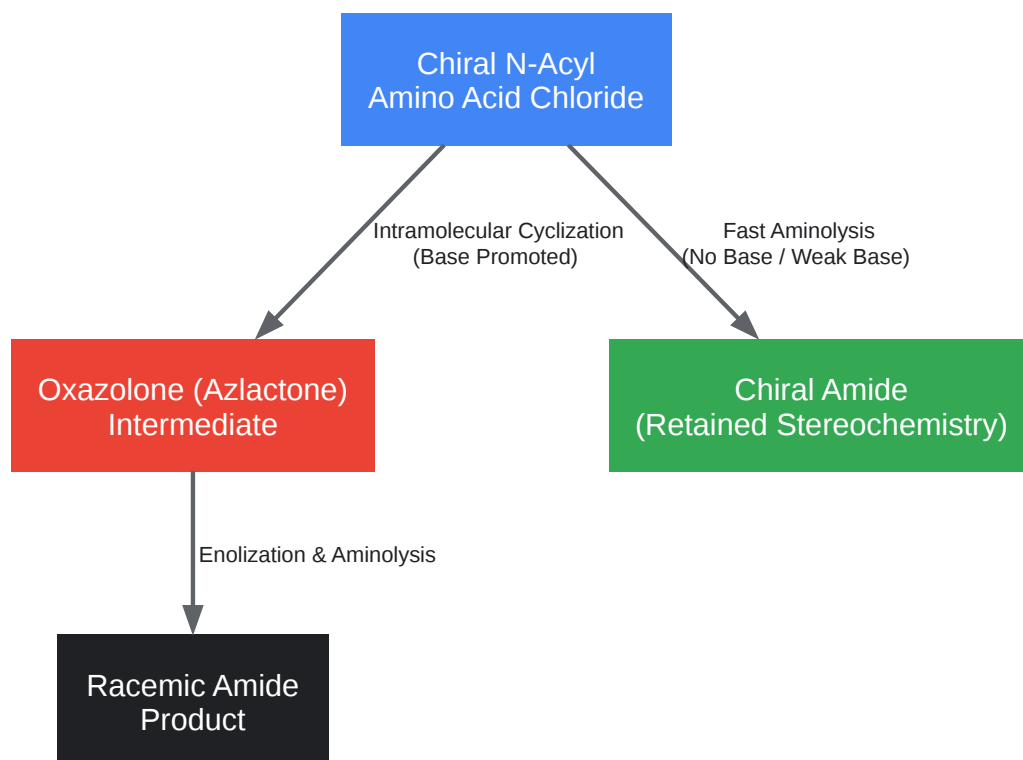 Chiral N-Acyl
Amino Acid Chloride
Intramolecular Cyclization
(Base Promoted)
Fast Aminolysis
(No Base / Weak Base)
Oxazolone (Azlactone)
Intermediate
Chiral Amide
(Retained Stereochemistry)
Enolization & Aminolysis
Racemic Amide
Product